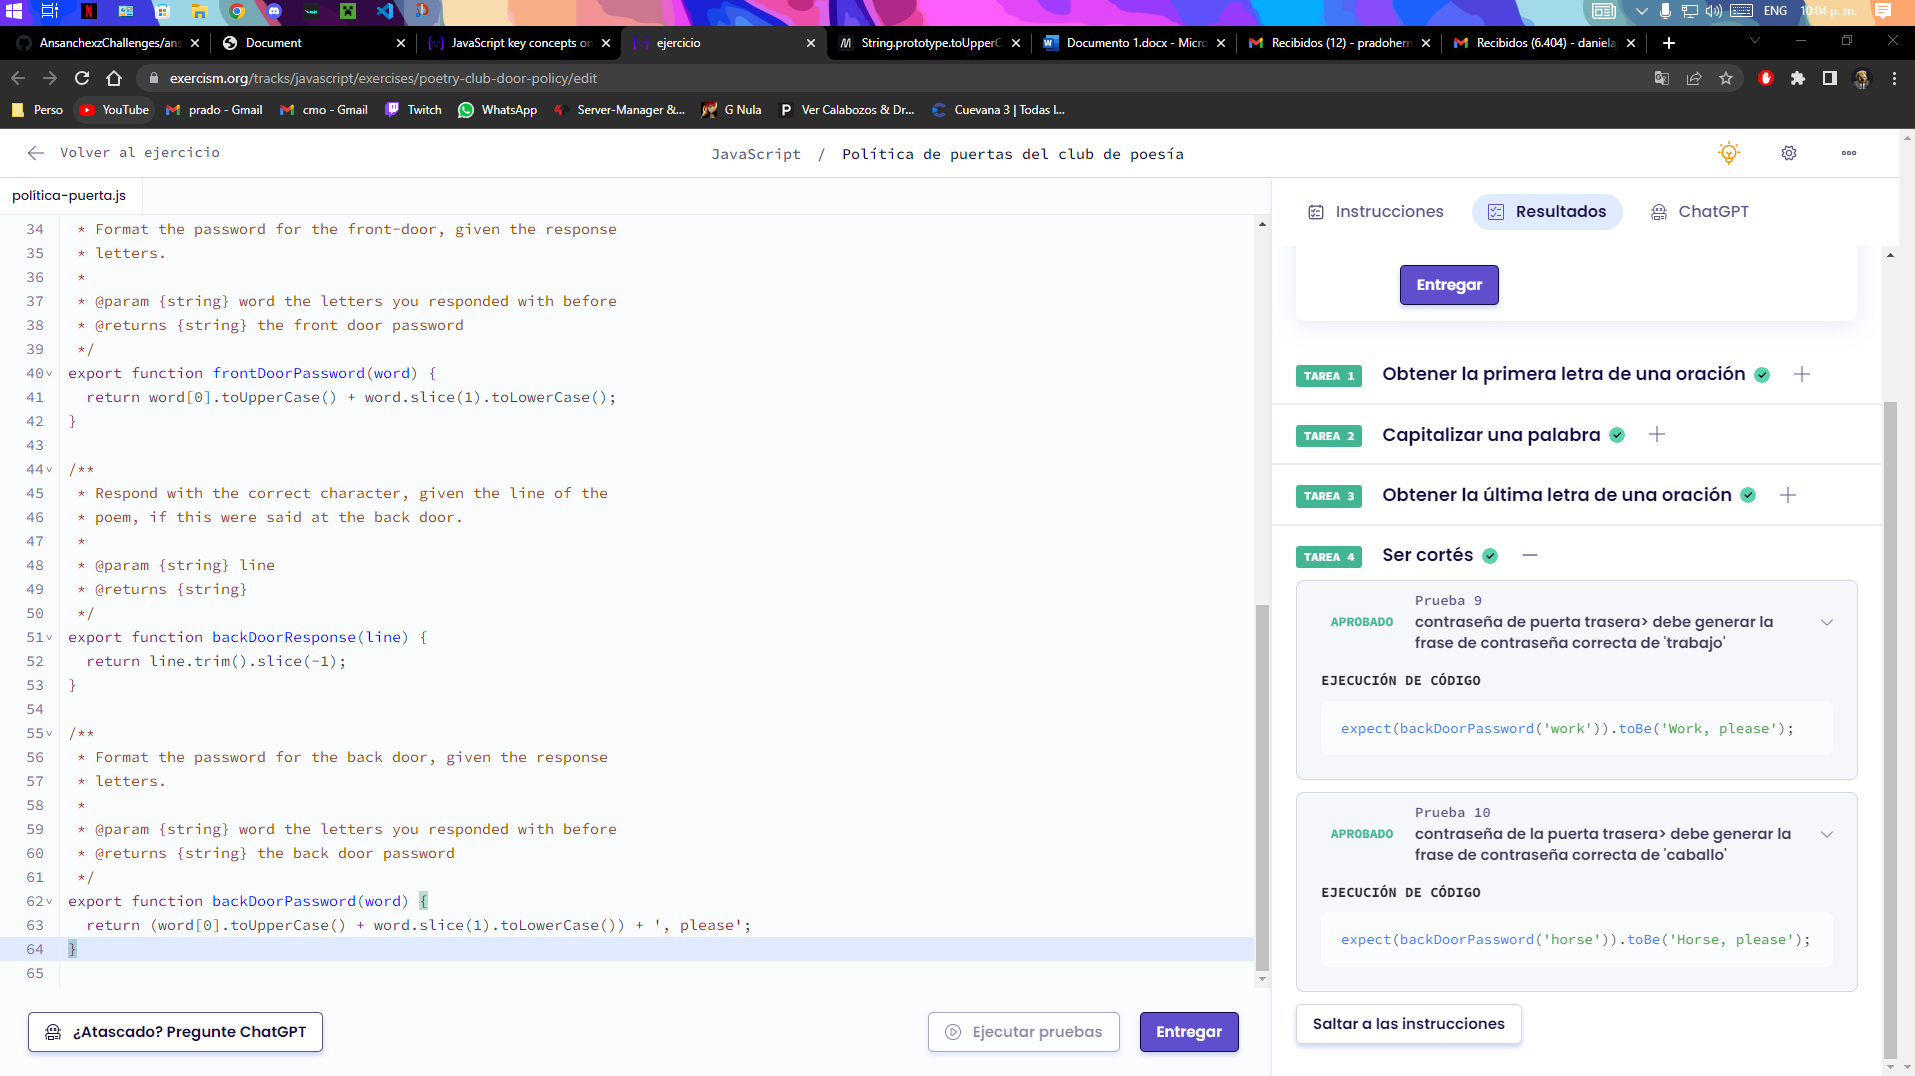 ENG
10:04 p. m.
AnsanchexzChallenges/ans
Document
JavaScript key concepts on
ejercicio
String.prototype.toUpperC
Documento 1.docx - Micro
Recibidos (12) - pradoherr
Recibidos (6.404) - daniela
exercism.org/tracks/javascript/exercises/poetry-club-door-policy/edit
Perso
YouTube
prado - Gmail
cmo - Gmail
Twitch
WhatsApp
Server-Manager &...
G Nula
Ver Calabozos & Dr...
Cuevana 3 | Todas l...
Volver al ejercicio
JavaScript / Política de puertas del club de poesía
política-puerta.js
34 * Format the password for the front-door, given the response
35 * letters.
36 *
37 * @param {string} word the letters you responded with before
38 * @returns {string} the front door password
39 */
40 export function frontDoorPassword(word) {
41 return word[0].toUpperCase() + word.slice(1).toLowerCase();
42 }
43
44 /**
45 * Respond with the correct character, given the line of the
46 * poem, if this were said at the back door.
47 *
48 * @param {string} line
49 * @returns {string}
50 */
51 export function backDoorResponse(line) {
52 return line.trim().slice(-1);
53 }
54
55 /**
56 * Format the password for the back door, given the response
57 * letters.
58 *
59 * @param {string} word the letters you responded with before
60 * @returns {string} the back door password
61 */
62 export function backDoorPassword(word) {
63 return (word[0].toUpperCase() + word.slice(1).toLowerCase()) + ', please';
64 }
65
¿Atascado? Pregunte ChatGPT
Ejecutar pruebas
Entregar
Instrucciones
Resultados
ChatGPT
Entregar
TAREA 1 Obtener la primera letra de una oración
TAREA 2 Capitalizar una palabra
TAREA 3 Obtener la última letra de una oración
TAREA 4 Ser cortés
Prueba 9
APROBADO
contraseña de puerta trasera> debe generar la
frase de contraseña correcta de 'trabajo'
EJECUCIÓN DE CÓDIGO
expect(backDoorPassword('work')).toBe('Work, please');
Prueba 10
APROBADO
contraseña de la puerta trasera> debe generar la
frase de contraseña correcta de 'caballo'
EJECUCIÓN DE CÓDIGO
expect(backDoorPassword('horse')).toBe('Horse, please');
Saltar a las instrucciones